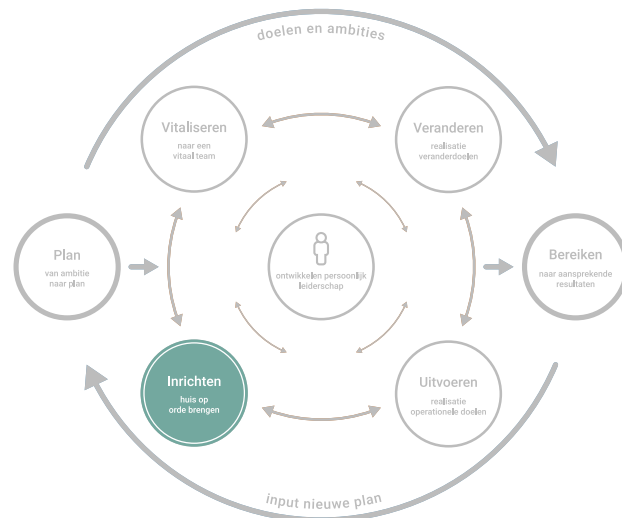 doelen en ambities
Vitaliseren
naar een
vitaal team
Veranderen
realisatie
veranderdoelen
Plan
van ambitie
naar plan
ontwikkelen persoonlijk
leiderschap
Bereiken
naar aansprekende
resultaten
Inrichten
huis op
orde brengen
Uitvoeren
realisatie
operationele doelen
input nieuwe plan